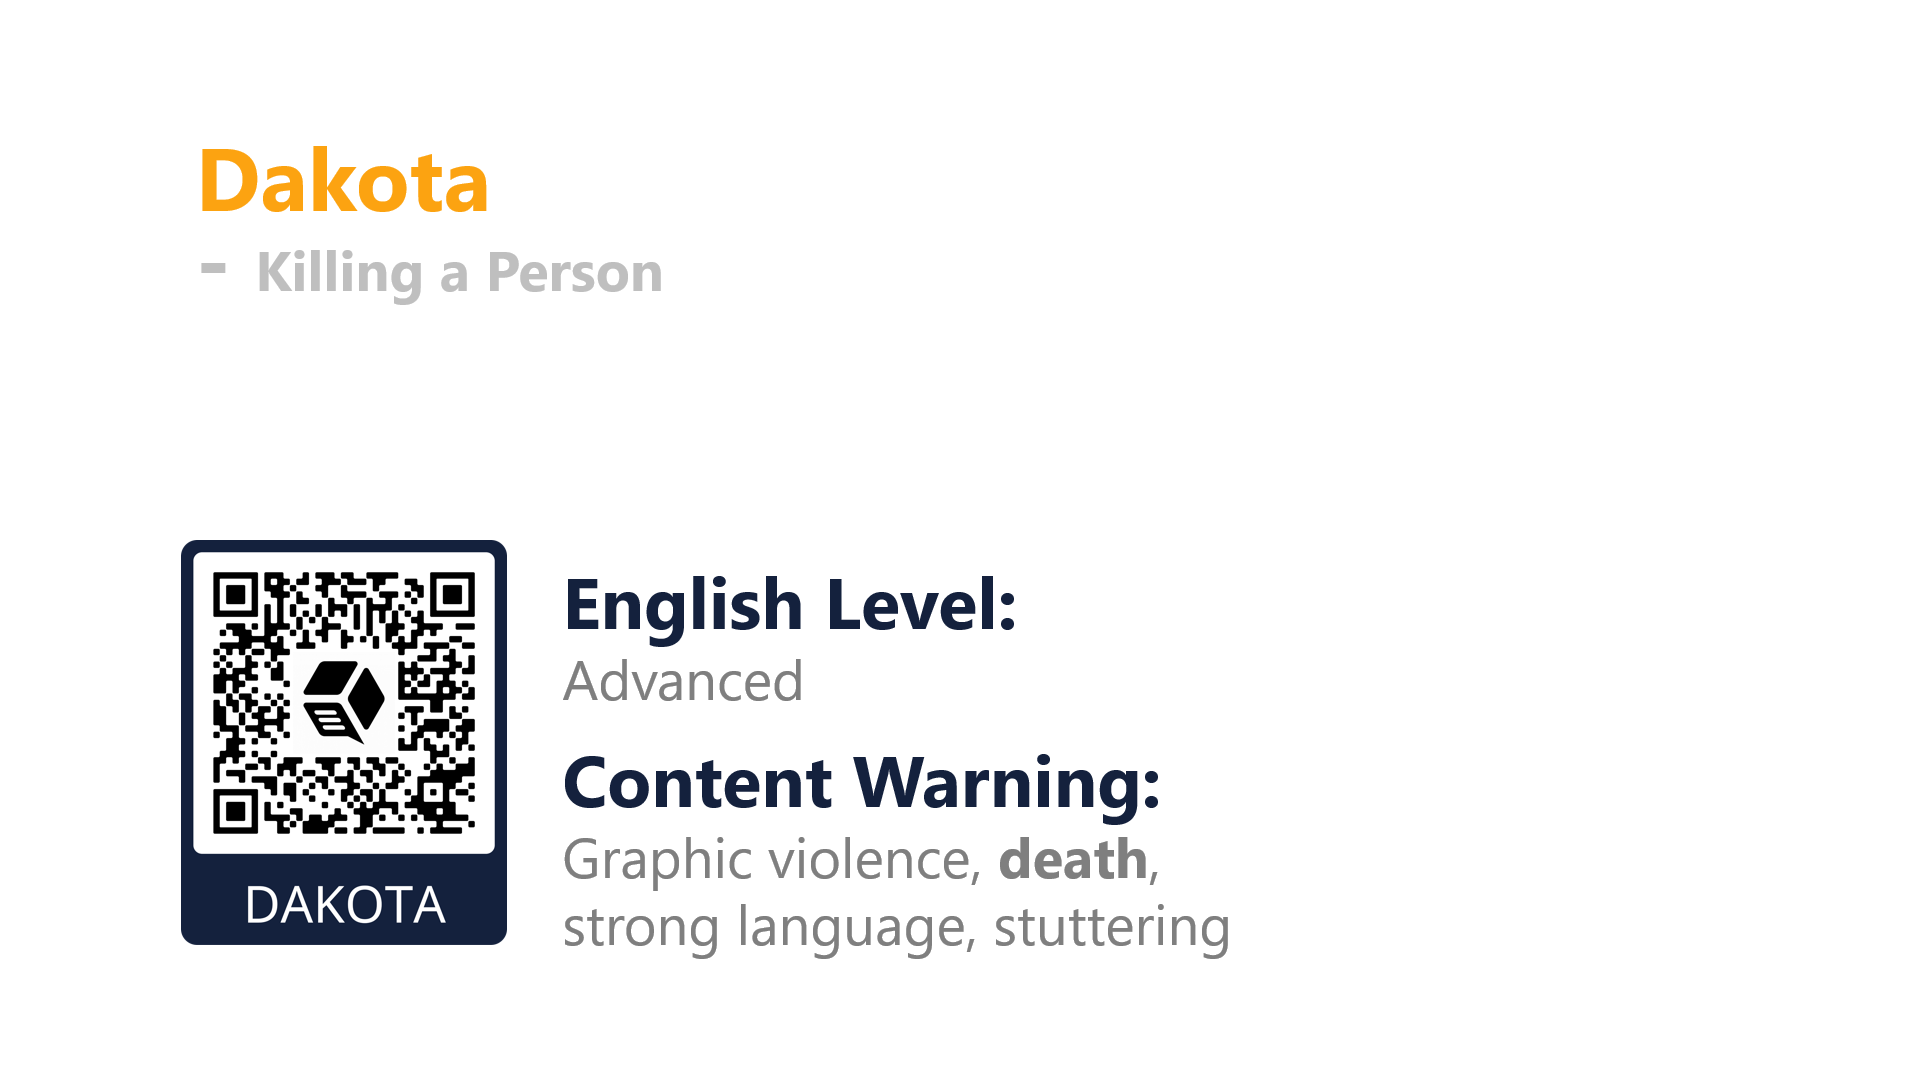 Dakota
- Killing a Person
English Level:
Advanced
Content Warning:
Graphic violence, death,
strong language, stuttering
DAKOTA